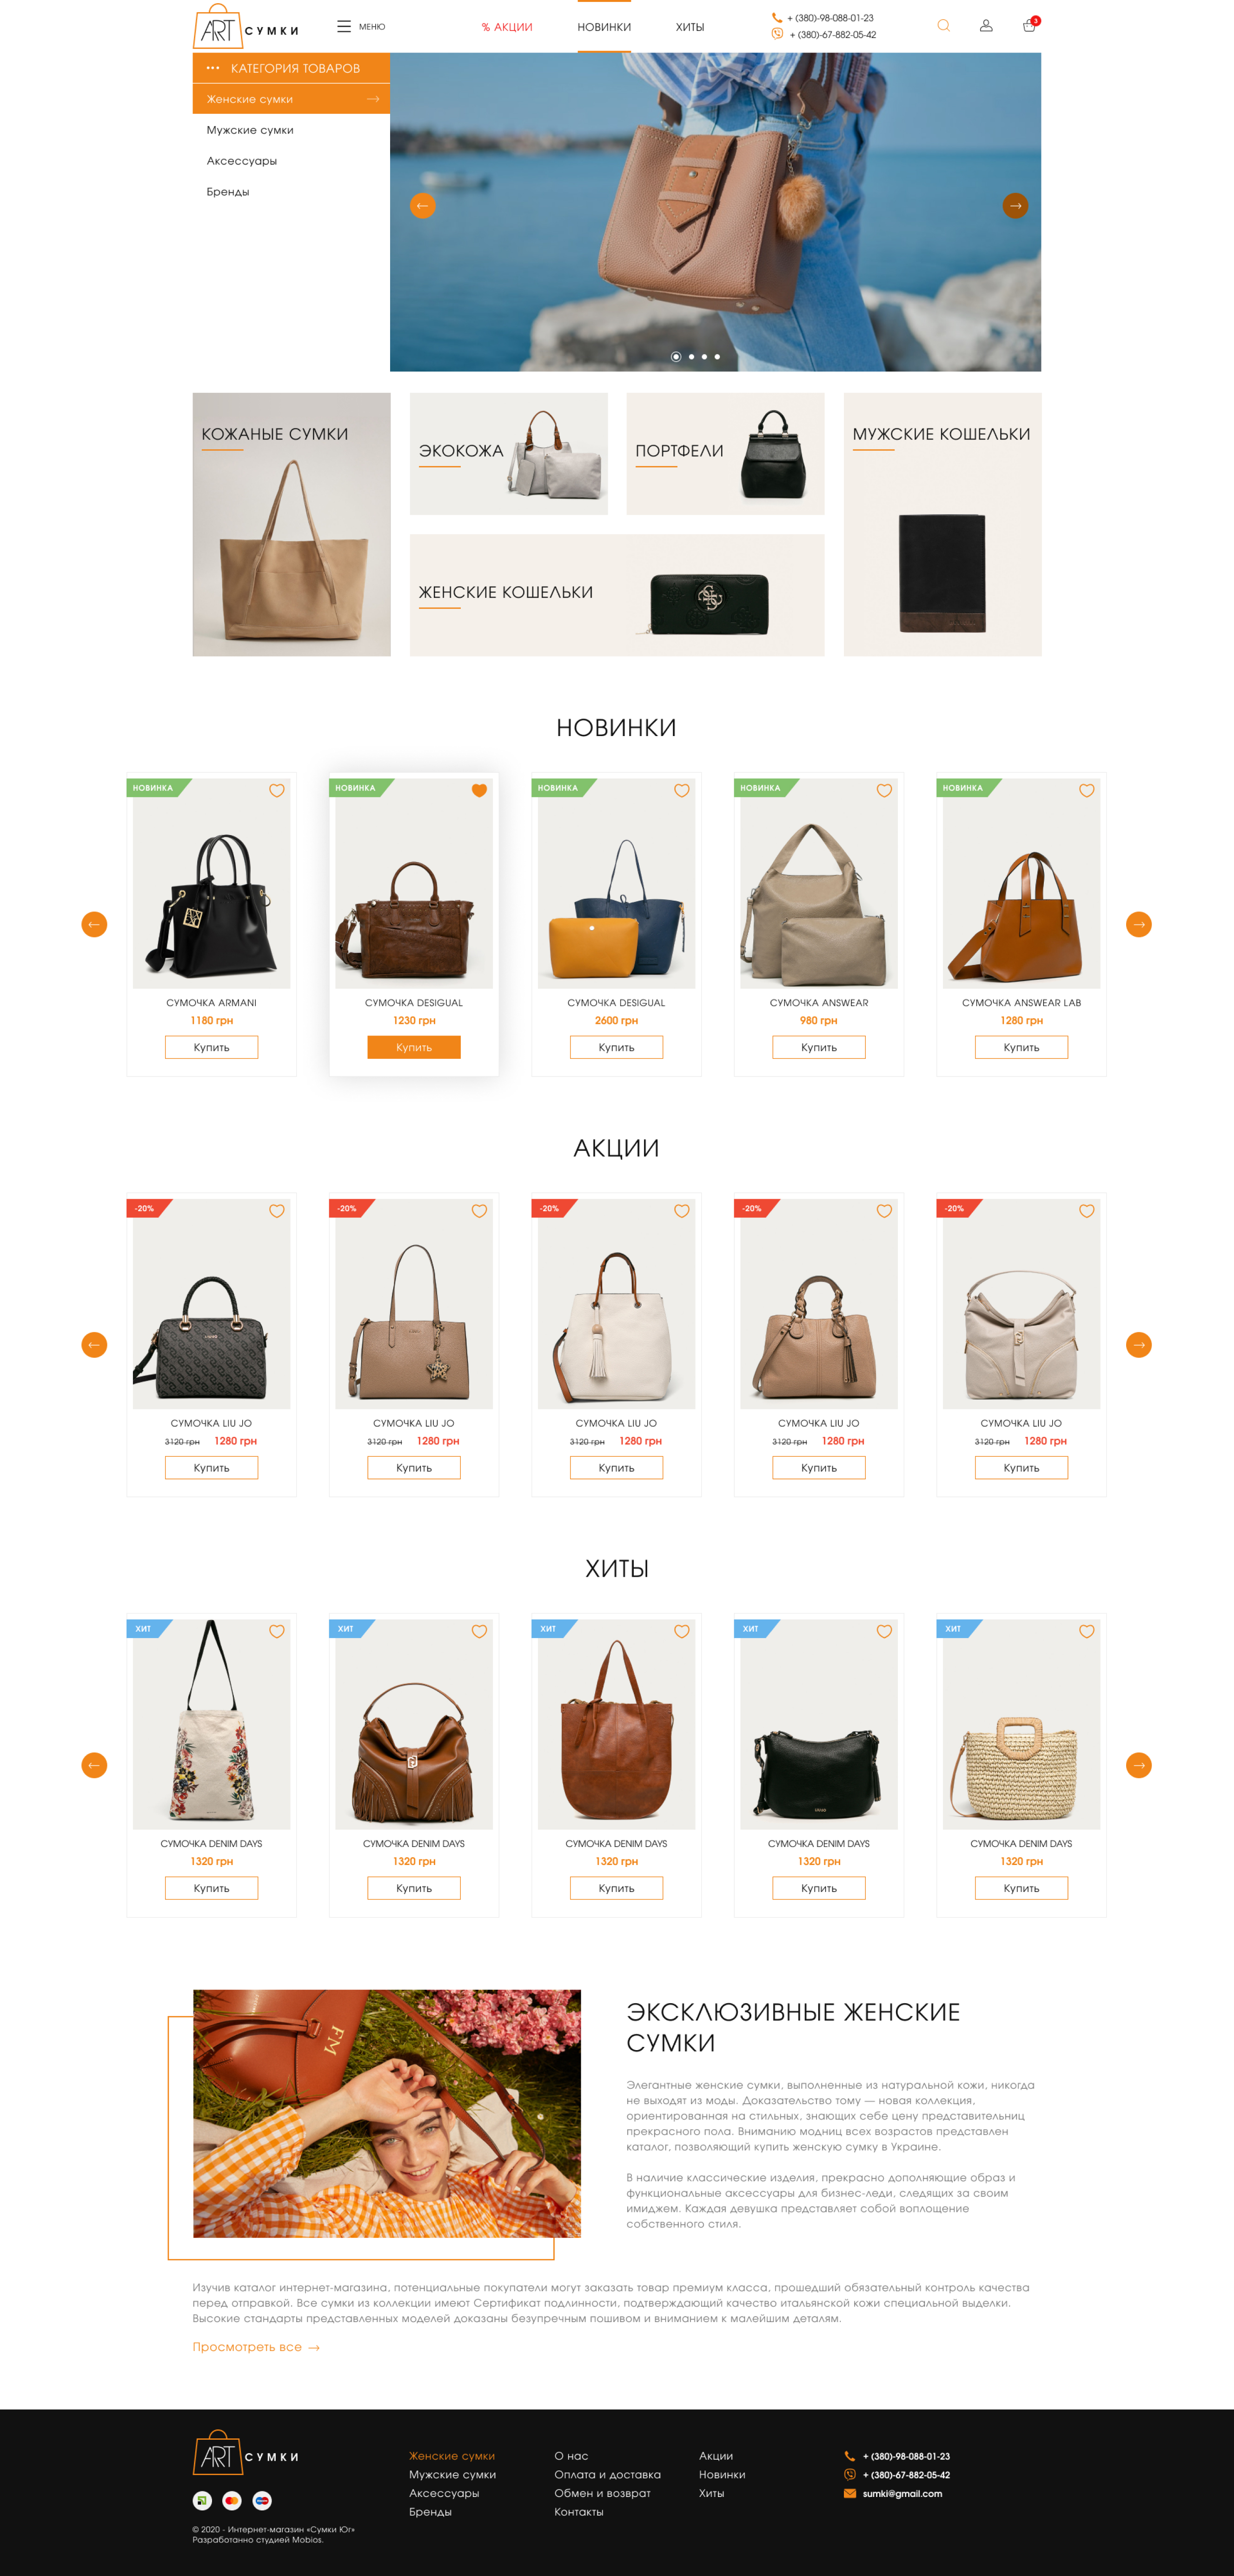 ART СУМКИ
МЕНЮ
% АКЦИИ
НОВИНКИ
ХИТЫ
+ (380)-98-088-01-23
+ (380)-67-882-05-42
3
КАТЕГОРИЯ ТОВАРОВ
Женские сумки
Мужские сумки
Аксессуары
Бренды
КОЖАНЫЕ СУМКИ
ЭКОКОЖА
ПОРТФЕЛИ
МУЖСКИЕ КОШЕЛЬКИ
ЖЕНСКИЕ КОШЕЛЬКИ
НОВИНКИ
НОВИНКА
СУМОЧКА ARMANI
1180 грн
Купить
НОВИНКА
СУМОЧКА DESIGUAL
1230 грн
Купить
НОВИНКА
СУМОЧКА DESIGUAL
2600 грн
Купить
НОВИНКА
СУМОЧКА ANSWEAR
980 грн
Купить
НОВИНКА
СУМОЧКА ANSWEAR LAB
1280 грн
Купить
АКЦИИ
-20%
СУМОЧКА LIU JO
3120 грн 1280 грн
Купить
-20%
СУМОЧКА LIU JO
3120 грн 1280 грн
Купить
-20%
СУМОЧКА LIU JO
3120 грн 1280 грн
Купить
-20%
СУМОЧКА LIU JO
3120 грн 1280 грн
Купить
-20%
СУМОЧКА LIU JO
3120 грн 1280 грн
Купить
ХИТЫ
ХИТ
СУМОЧКА DENIM DAYS
1320 грн
Купить
ХИТ
СУМОЧКА DENIM DAYS
1320 грн
Купить
ХИТ
СУМОЧКА DENIM DAYS
1320 грн
Купить
ХИТ
СУМОЧКА DENIM DAYS
1320 грн
Купить
ХИТ
СУМОЧКА DENIM DAYS
1320 грн
Купить
FM
ЭКСКЛЮЗИВНЫЕ ЖЕНСКИЕ
СУМКИ
Элегантные женские сумки, выполненные из натуральной кожи, никогда
не выходят из моды. Доказательство тому — новая коллекция,
ориентированная на стильных, знающих себе цену представительниц
прекрасного пола. Вниманию модниц всех возрастов представлен
каталог, позволяющий купить женскую сумку в Украине.
В наличие классические изделия, прекрасно дополняющие образ и
функциональные аксессуары для бизнес-леди, следящих за своим
имиджем. Каждая девушка представляет собой воплощение
собственного стиля.
Изучив каталог интернет-магазина, потенциальные покупатели могут заказать товар премиум класса, прошедший обязательный контроль качества
перед отправкой. Все сумки из коллекции имеют Сертификат подлинности, подтверждающий качество итальянской кожи специальной выделки.
Высокие стандарты представленных моделей доказаны безупречным пошивом и вниманием к малейшим деталям.
Просмотреть все
ART СУМКИ
© 2020 - Интернет-магазин «Сумки Юг»
Разработанно студией Mobios.
Женские сумки
Мужские сумки
Аксессуары
Бренды
О нас
Оплата и доставка
Обмен и возврат
Контакты
Акции
Новинки
Хиты
+ (380)-98-088-01-23
+ (380)-67-882-05-42
sumki@gmail.com